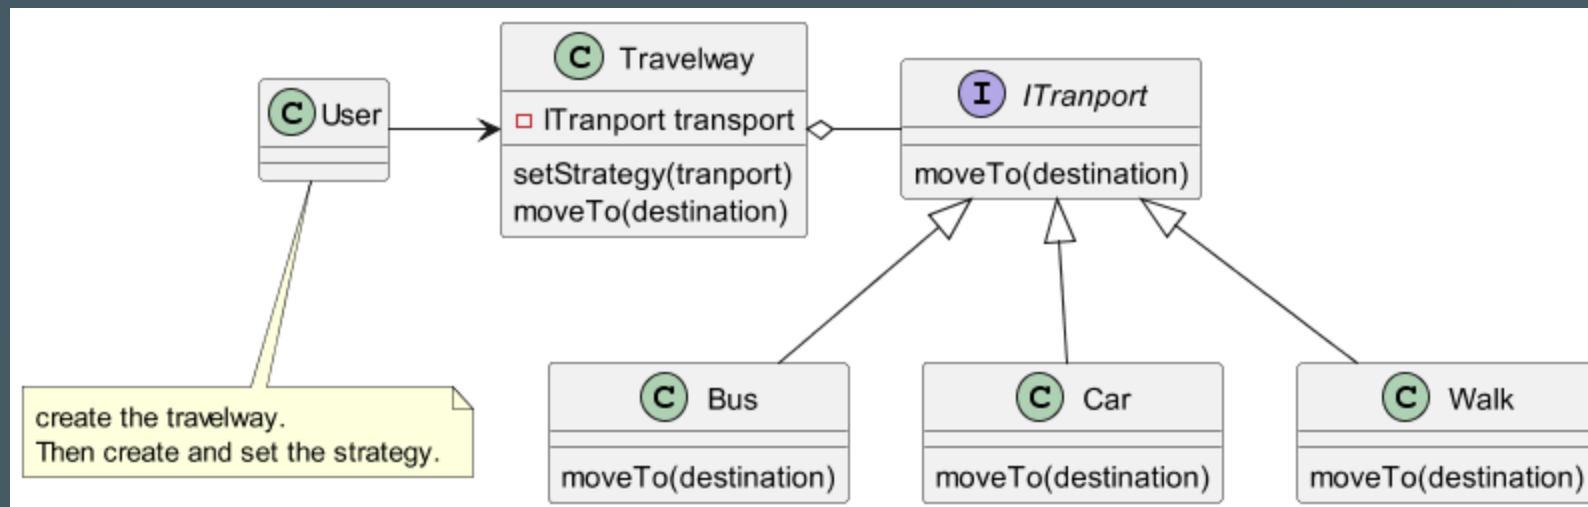 C User
C Travelway
ITranport transport
setStrategy(tranport)
moveTo(destination)
I ITranport
moveTo(destination)
create the travelway.
Then create and set the strategy.
C Bus
moveTo(destination)
C Car
moveTo(destination)
C Walk
moveTo(destination)